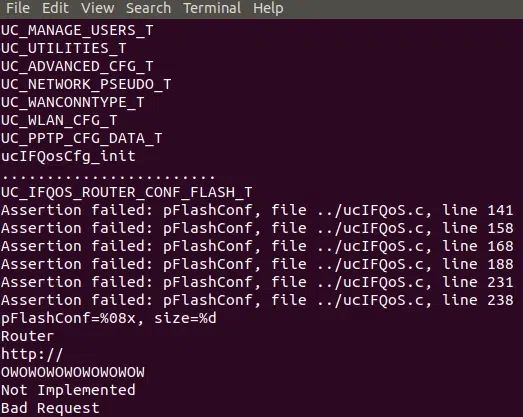 File Edit View Search Terminal Help
UC_MANAGE_USERS_T
UC_UTILITIES_T
UC_ADVANCED_CFG_T
UC_NETWORK_PSEUDO_T
UC_WANCONNTYPE_T
UC_WLAN_CFG_T
UC_PPTP_CFG_DATA_T
ucIFQosCfg_init
........................
UC_IFQOS_ROUTER_CONF_FLASH_T
Assertion failed: pFlashConf, file ../ucIFQoS.c, line 141
Assertion failed: pFlashConf, file ../ucIFQoS.c, line 158
Assertion failed: pFlashConf, file ../ucIFQoS.c, line 168
Assertion failed: pFlashConf, file ../ucIFQoS.c, line 188
Assertion failed: pFlashConf, file ../ucIFQoS.c, line 231
Assertion failed: pFlashConf, file ../ucIFQoS.c, line 238
pFlashConf=%08x, size=%d
Router
http://
OWOWOWOWOWOWOWOW
Not Implemented
Bad Request